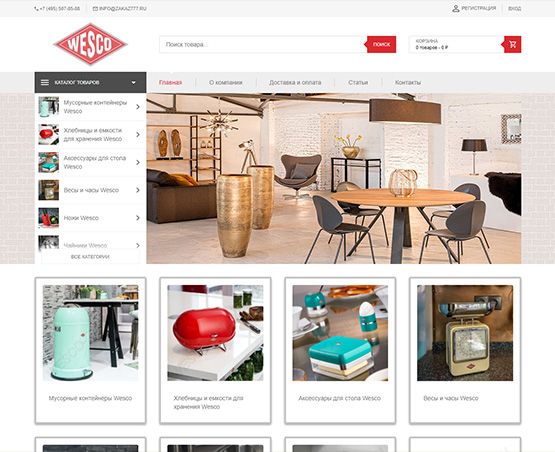 +7 (495) 587-85-88
INFO@ZAKAZ777.RU
РЕГИСТРАЦИЯ
ВХОД
WESCO
Поиск товара...
ПОИСК
КОРЗИНА
0 товаров - 0 ₽
КАТАЛОГ ТОВАРОВ
Главная
О компании
Доставка и оплата
Статьи
Контакты
Мусорные контейнеры
Wesco
Хлебницы и емкости
для хранения Wesco
Аксессуары для стола
Wesco
Весы и часы Wesco
Ножи Wesco
Чайники Wesco
ВСЕ КАТЕГОРИИ
Мусорные контейнеры Wesco
Хлебницы и емкости для
хранения Wesco
Аксессуары для стола Wesco
Весы и часы Wesco